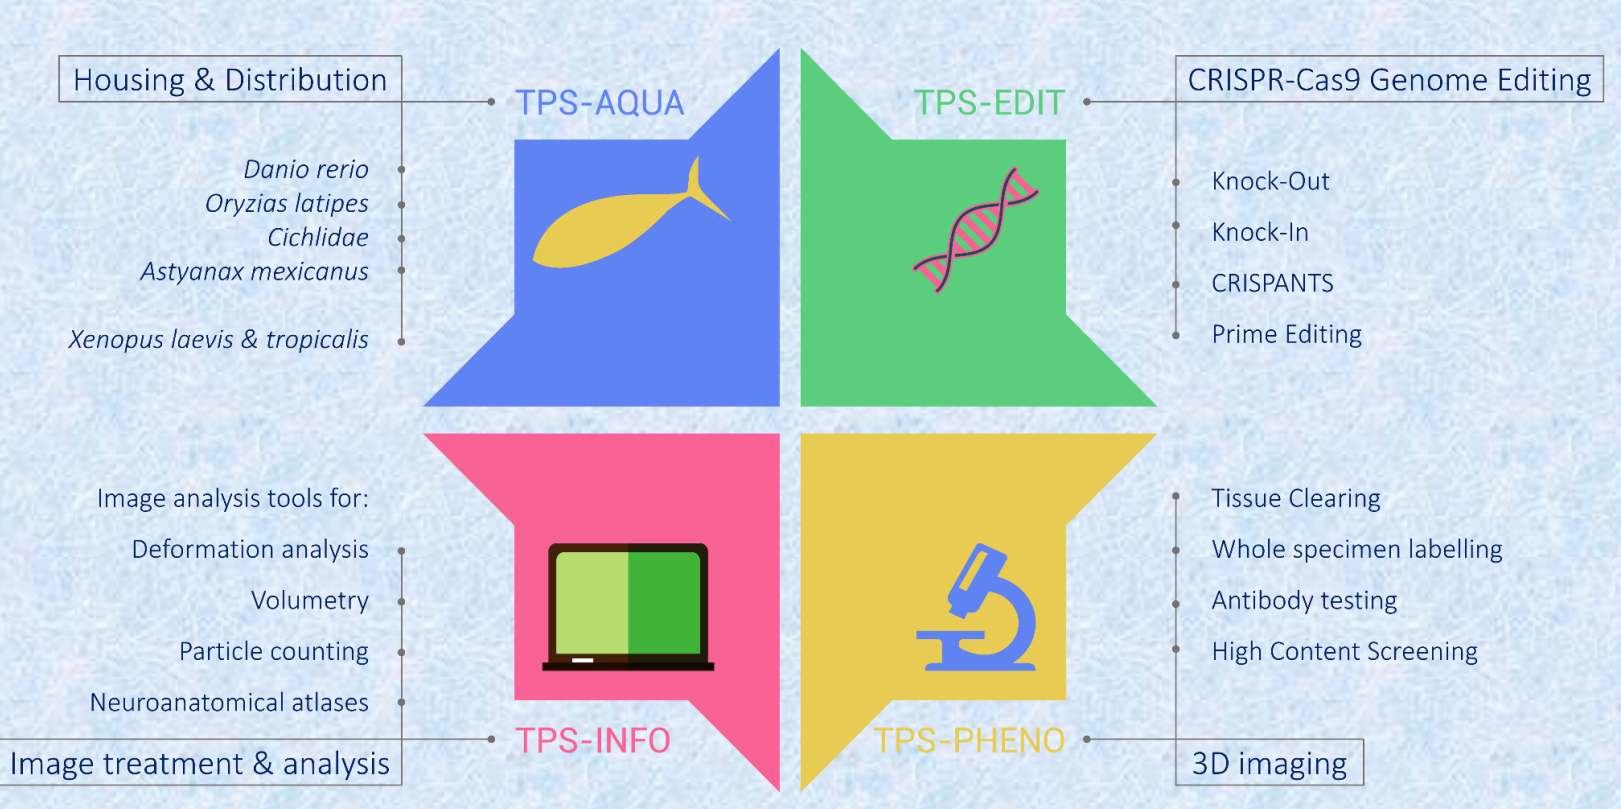 Housing & Distribution
TPS-AQUA
Danio rerio
Oryzias latipes
Cichlidae
Astyanax mexicanus
Xenopus laevis & tropicalis
TPS-EDIT
CRISPR-Cas9 Genome Editing
Knock-Out
Knock-In
CRISPANTS
Prime Editing
Image analysis tools for:
Deformation analysis
Volumetry
Particle counting
Neuroanatomical atlases
Image treatment & analysis
TPS-INFO
Tissue Clearing
Whole specimen labelling
Antibody testing
High Content Screening
TPS-PHENO
3D imaging